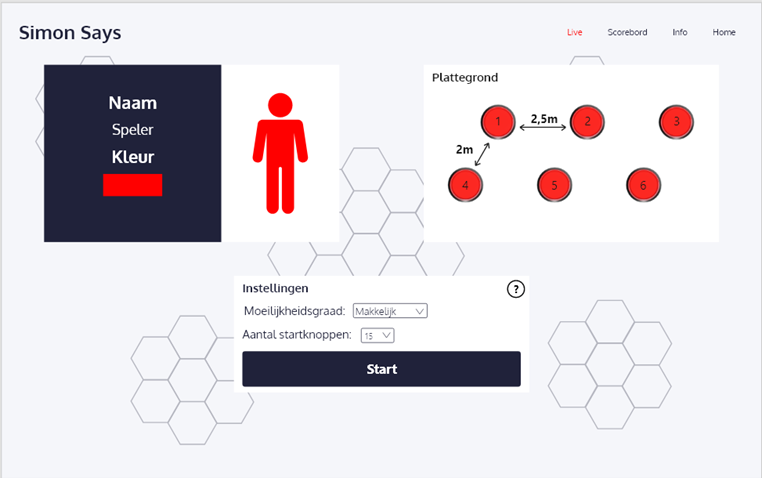 Simon Says
Live Scorebord Info Home
Naam
Speler
Kleur
Plattegrond
1 2,5m 2 3
2m
4 5 6
Instellingen ?
Moeilijkheidsgraad: Makkelijk
Aantal startknoppen: 15
Start